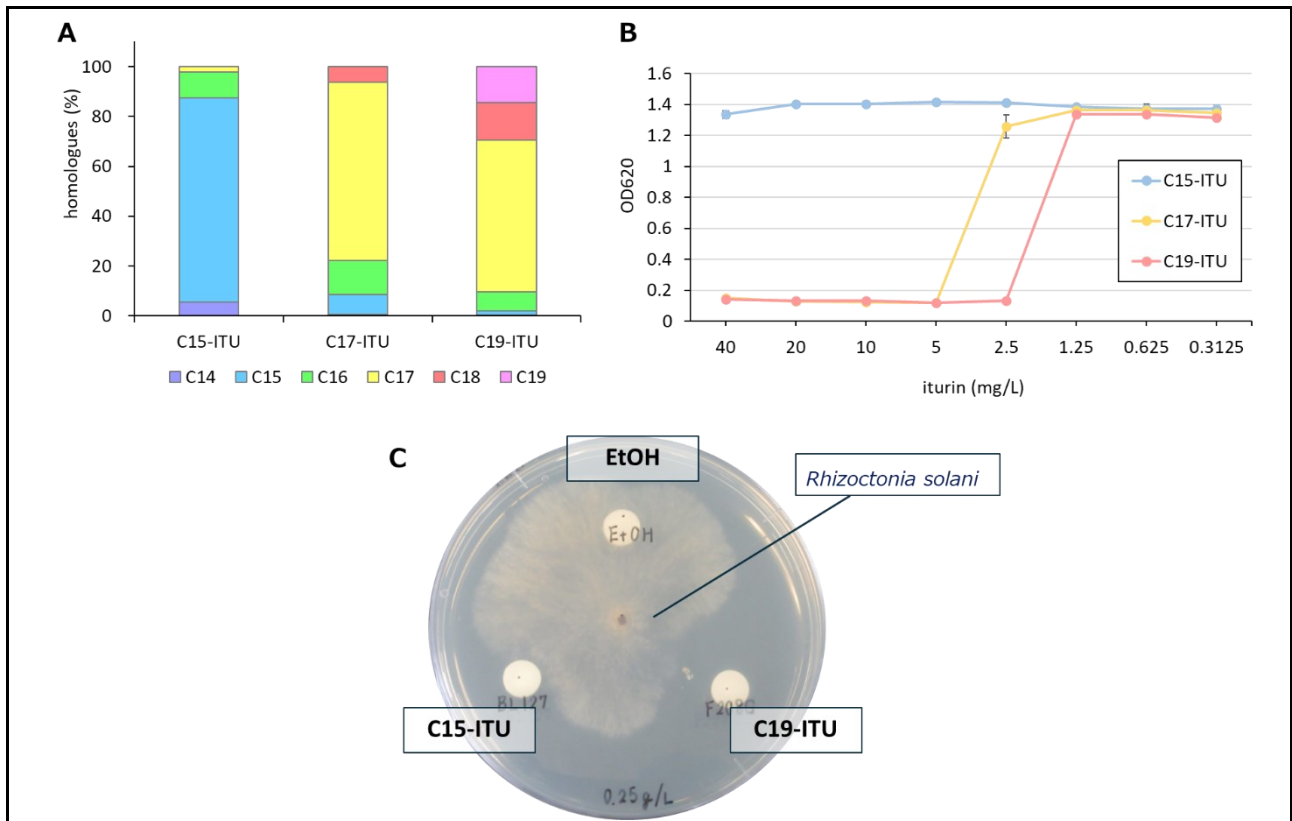 A
homologues (%)
100
80
60
40
20
0
C15-ITU C17-ITU C19-ITU
C14 C15 C16 C17 C18 C19
B
OD620
1.6
1.4
1.2
1
0.8
0.6
0.4
0.2
0
40 20 10 5 2.5 1.25 0.625 0.3125
iturin (mg/L)
C15-ITU
C17-ITU
C19-ITU
C
EtOH
Rhizoctonia solani
EtOH
BL127
C15-ITU
C19-ITU
0.25g/L